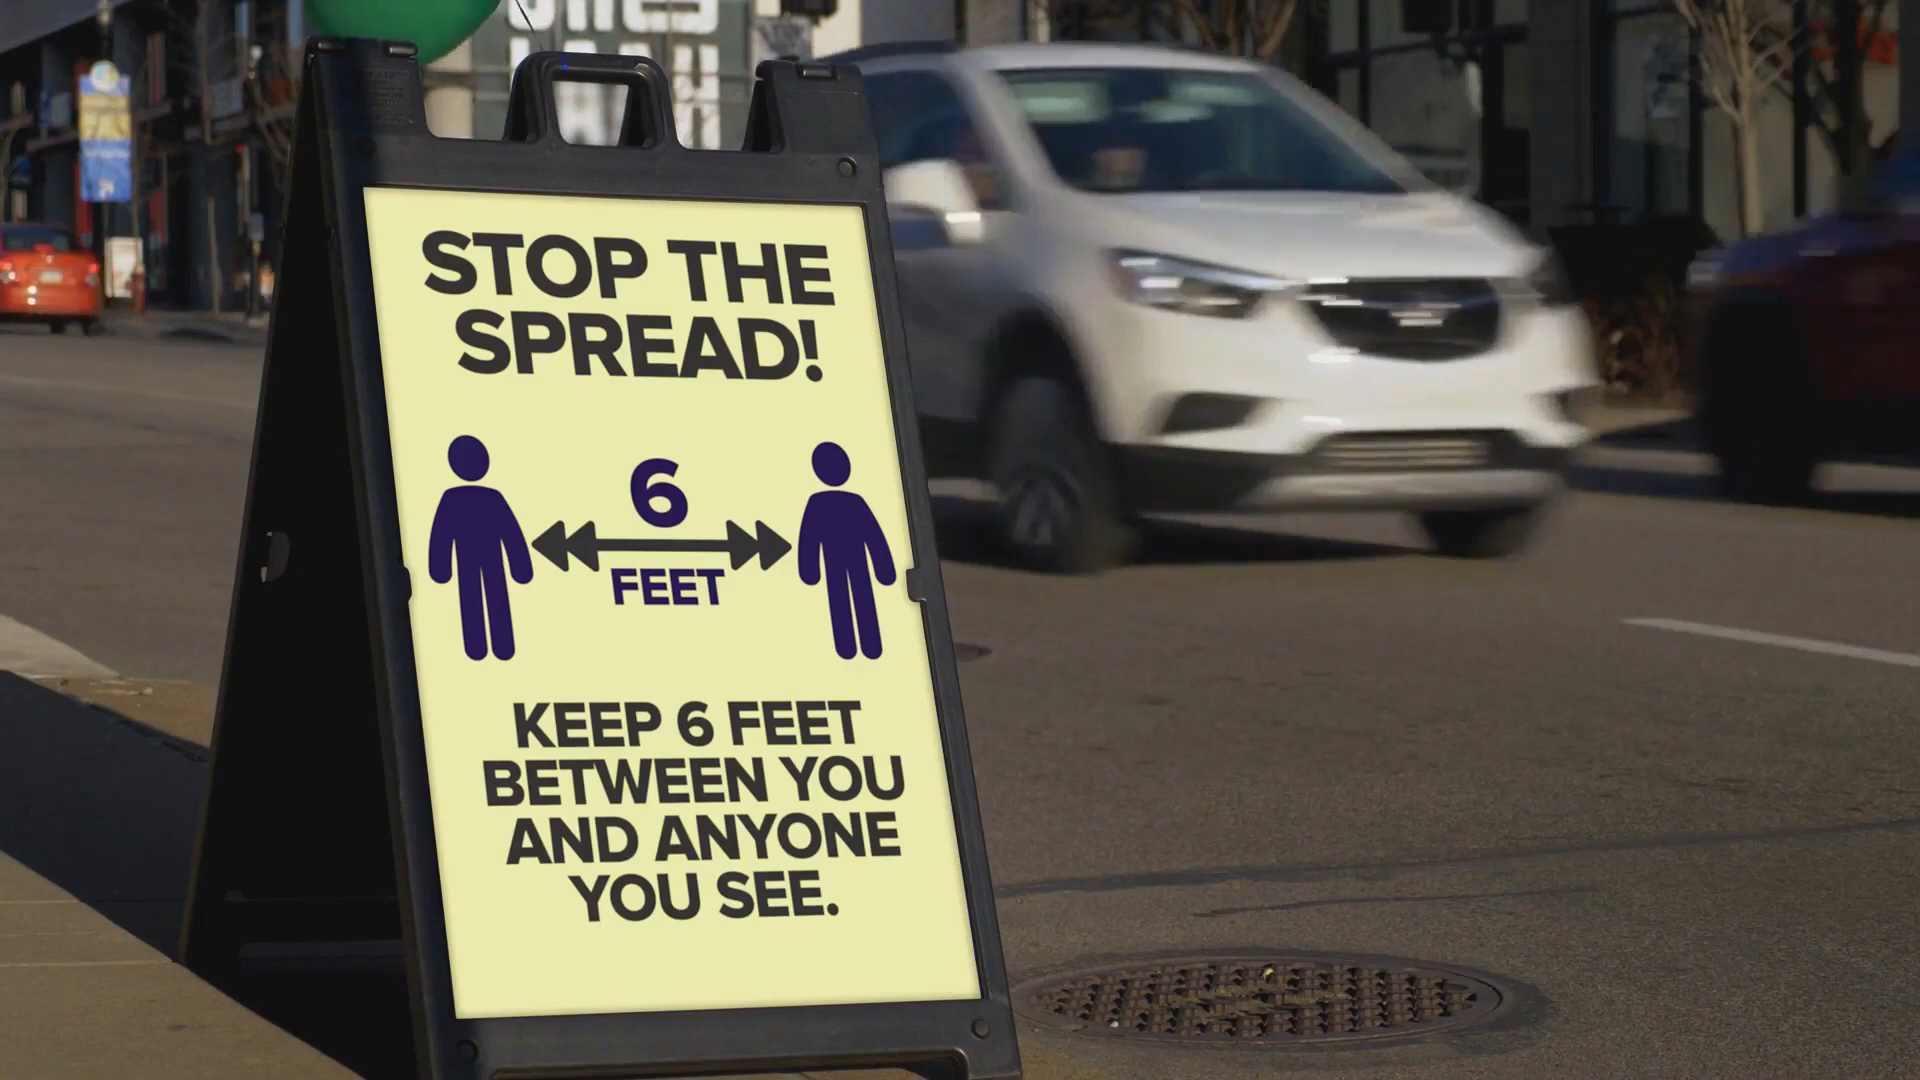 STOP THE
SPREAD!
6
FEET
KEEP 6 FEET
BETWEEN YOU
AND ANYONE
YOU SEE.